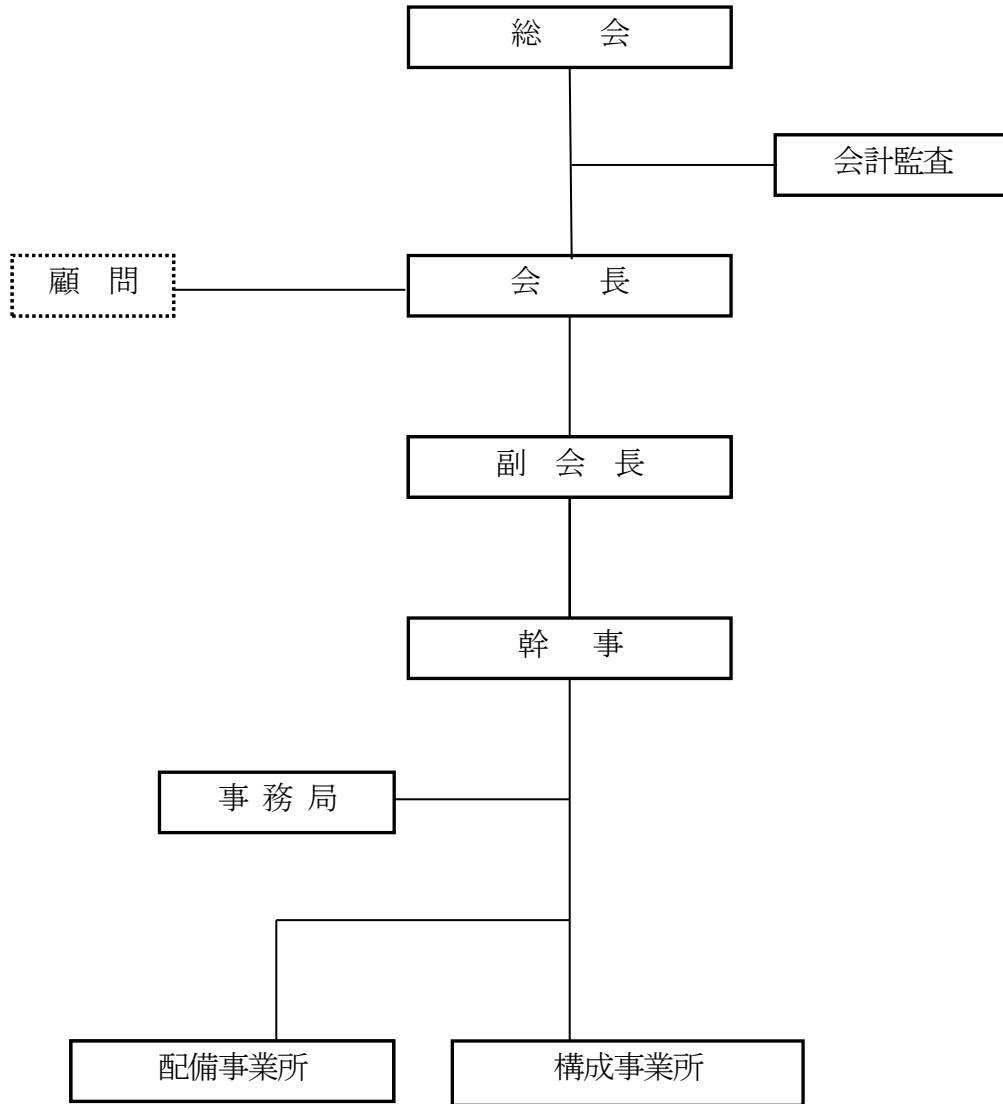 総　　会
会計監査
顧　問
会　　長
副　会　長
幹　　事
事 務 局
配備事業所
構成事業所